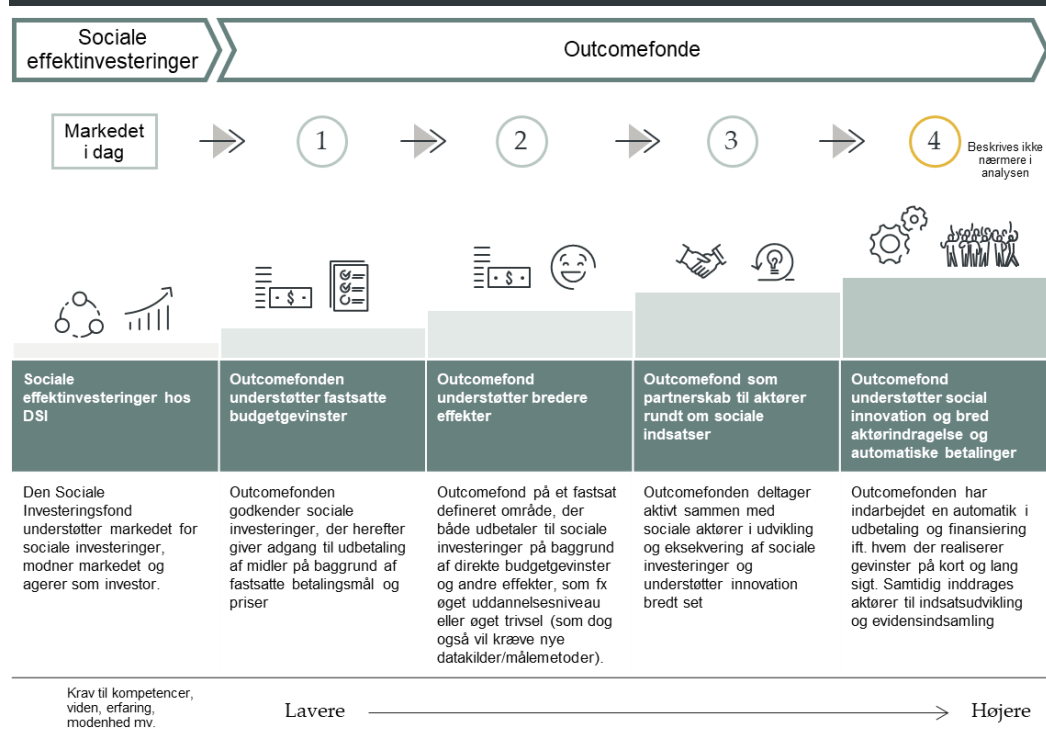 Sociale
effektinvesteringer
Outcomefonde
Markedet
i dag
1
2
3
4
Beskrives ikke
nærmere i
analysen
$
$
Sociale
effektinvesteringer hos
DSI
Outcomefonden
understøtter fastsatte
budgetgevinster
Outcomefond
understøtter bredere
effekter
Outcomefond som
partnerskab til aktører
rundt om sociale
indsatser
Outcomefond
understøtter social
innovation og bred
aktørindragelse og
automatiske betalinger
Den Sociale
Investeringsfond
understøtter markedet for
sociale investeringer,
modner markedet og
agerer som investor.
Outcomefonden
godkender sociale
investeringer, der herefter
giver adgang til udbetaling
af midler på baggrund af
fastsatte betalingsmål og
priser
Outcomefond på et fastsat
defineret område, der
både udbetaler til sociale
investeringer på baggrund
af direkte budgetgevinster
og andre effekter, som fx
øget uddannelsesniveau
eller øget trivsel (som dog
også vil kræve nye
datakilder/målemetoder).
Outcomefonden deltager
aktivt sammen med
sociale aktører i udvikling
og eksekvering af sociale
investeringer og
understøtter innovation
bredt set
Outcomefonden har
indarbejdet en automatik i
udbetaling og finansiering
ift. hvem der realiserer
gevinster på kort og lang
sigt. Samtidig inddrages
aktører til indsatsudvikling
og evidensindsamling
Krav til kompetencer,
viden, erfaring,
modenhed mv.
Lavere
Højere